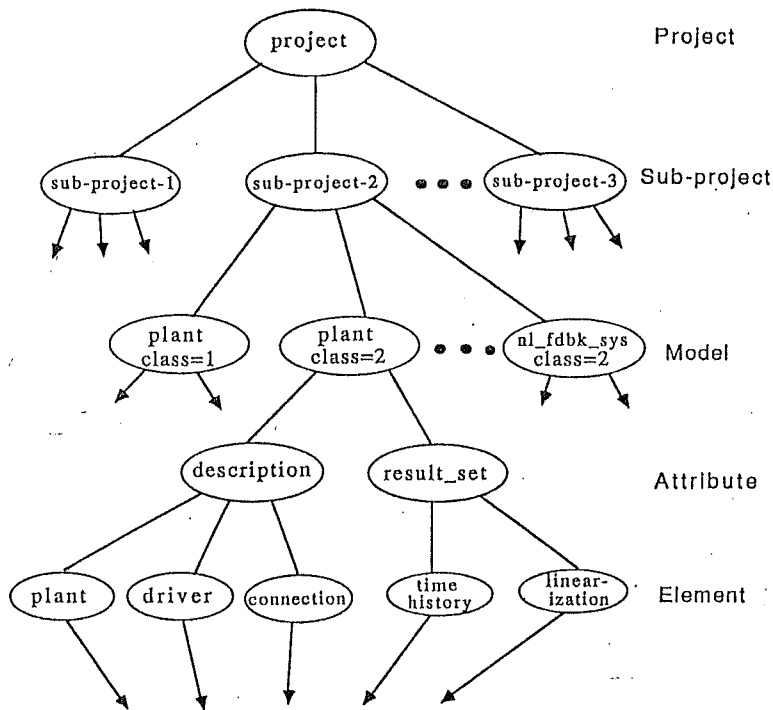 project
Project
sub-project-1
sub-project-2
sub-project-3
Sub-project
plant
class=1
plant
class=2
nl_fdbk_sys
class=2
Model
description
result_set
Attribute
plant
driver
connection
time
history
linear-
ization
Element